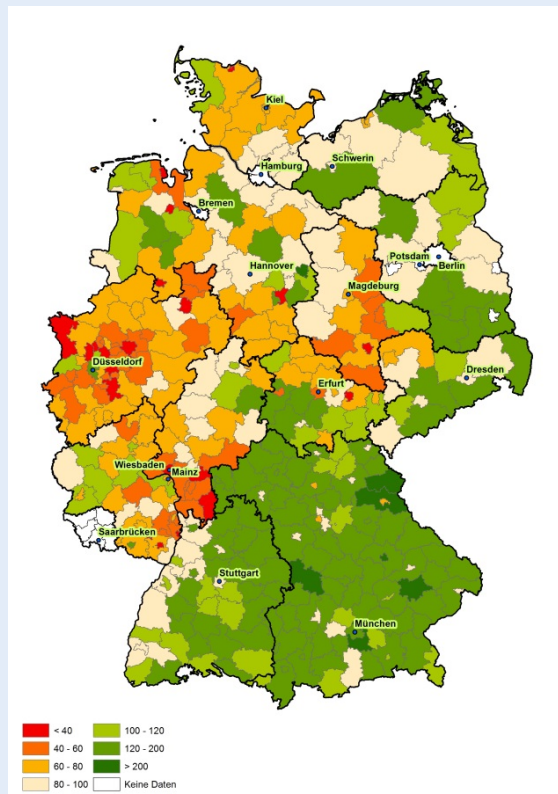 Kiel
Hamburg
Schwerin
Bremen
Potsdam
Berlin
Hannover
Magdeburg
Düsseldorf
Erfurt
Dresden
Wiesbaden
Mainz
Saarbrücken
Stuttgart
München
< 40
100 - 120
40 - 60
120 - 200
60 - 80
> 200
80 - 100
Keine Daten